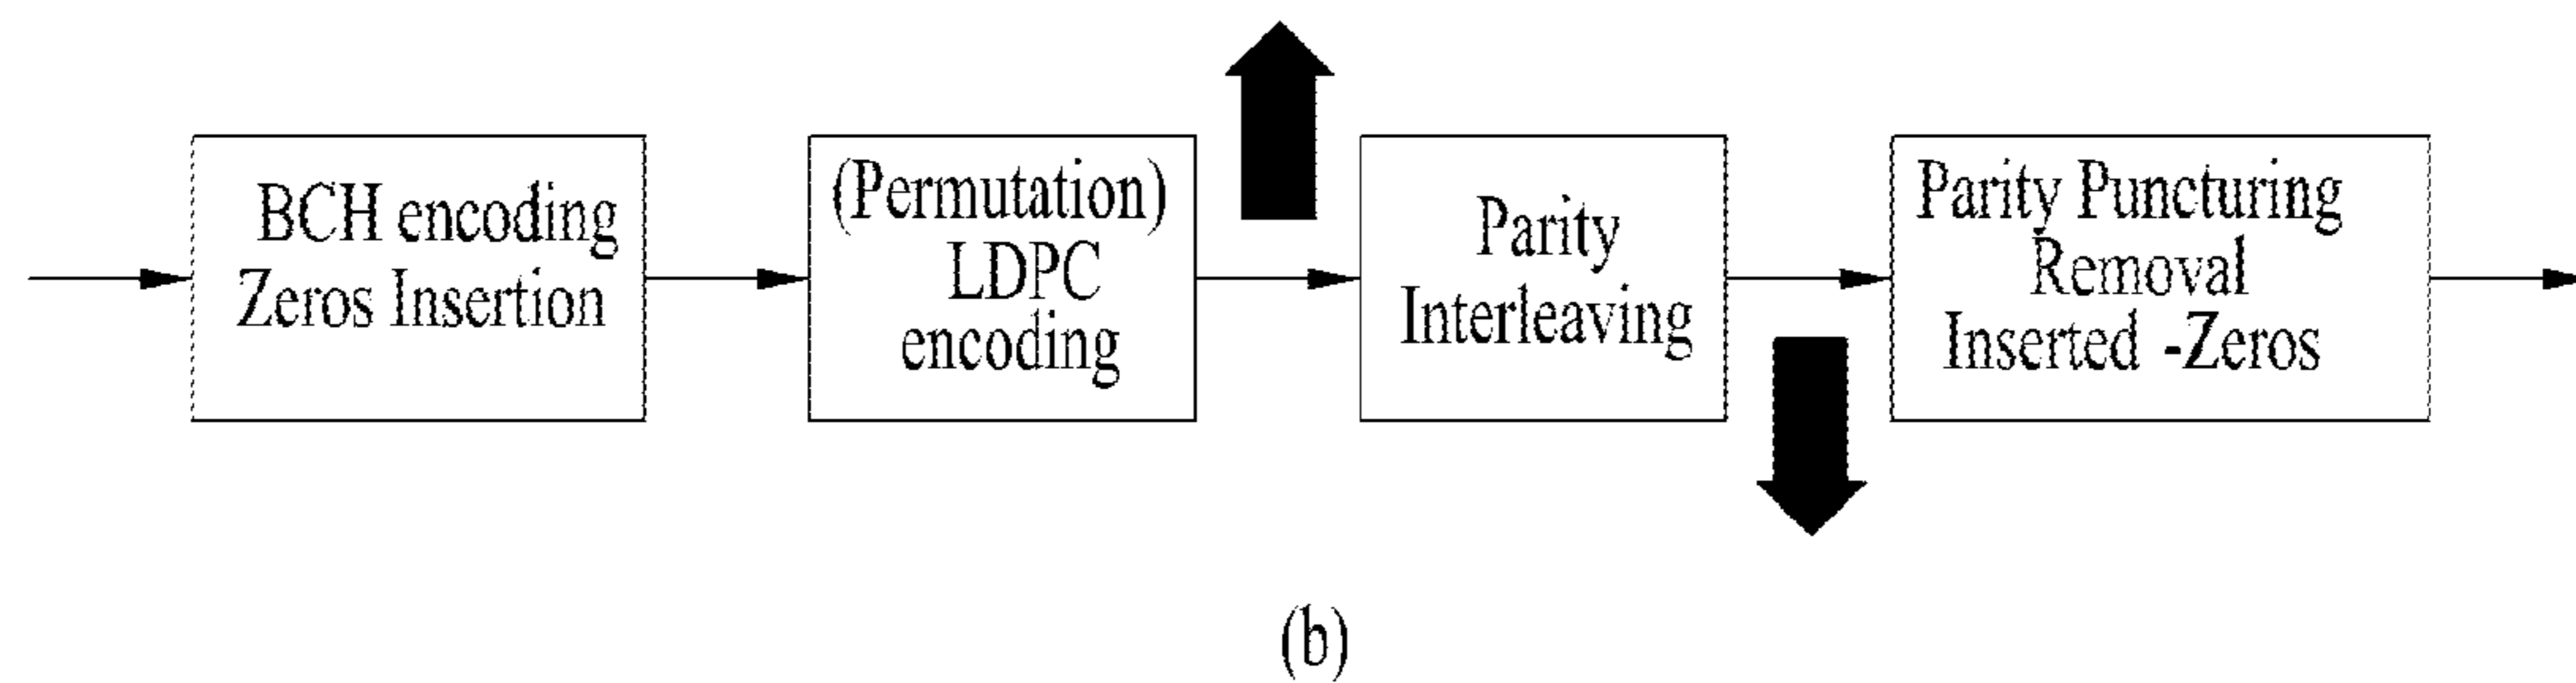 BCH encoding
Zeros Insertion
(Permutation)
LDPC
encoding
Parity
Interleaving
Parity Puncturing
Removal
Inserted -Zeros
(b)